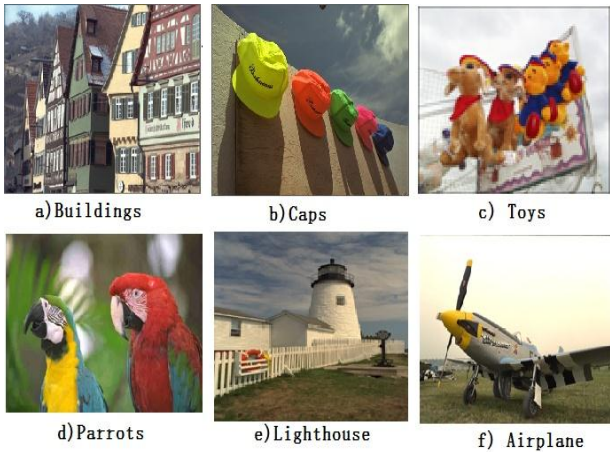 a)Buildings
b)Caps
c) Toys
d)Parrots
e)Lighthouse
f) Airplane